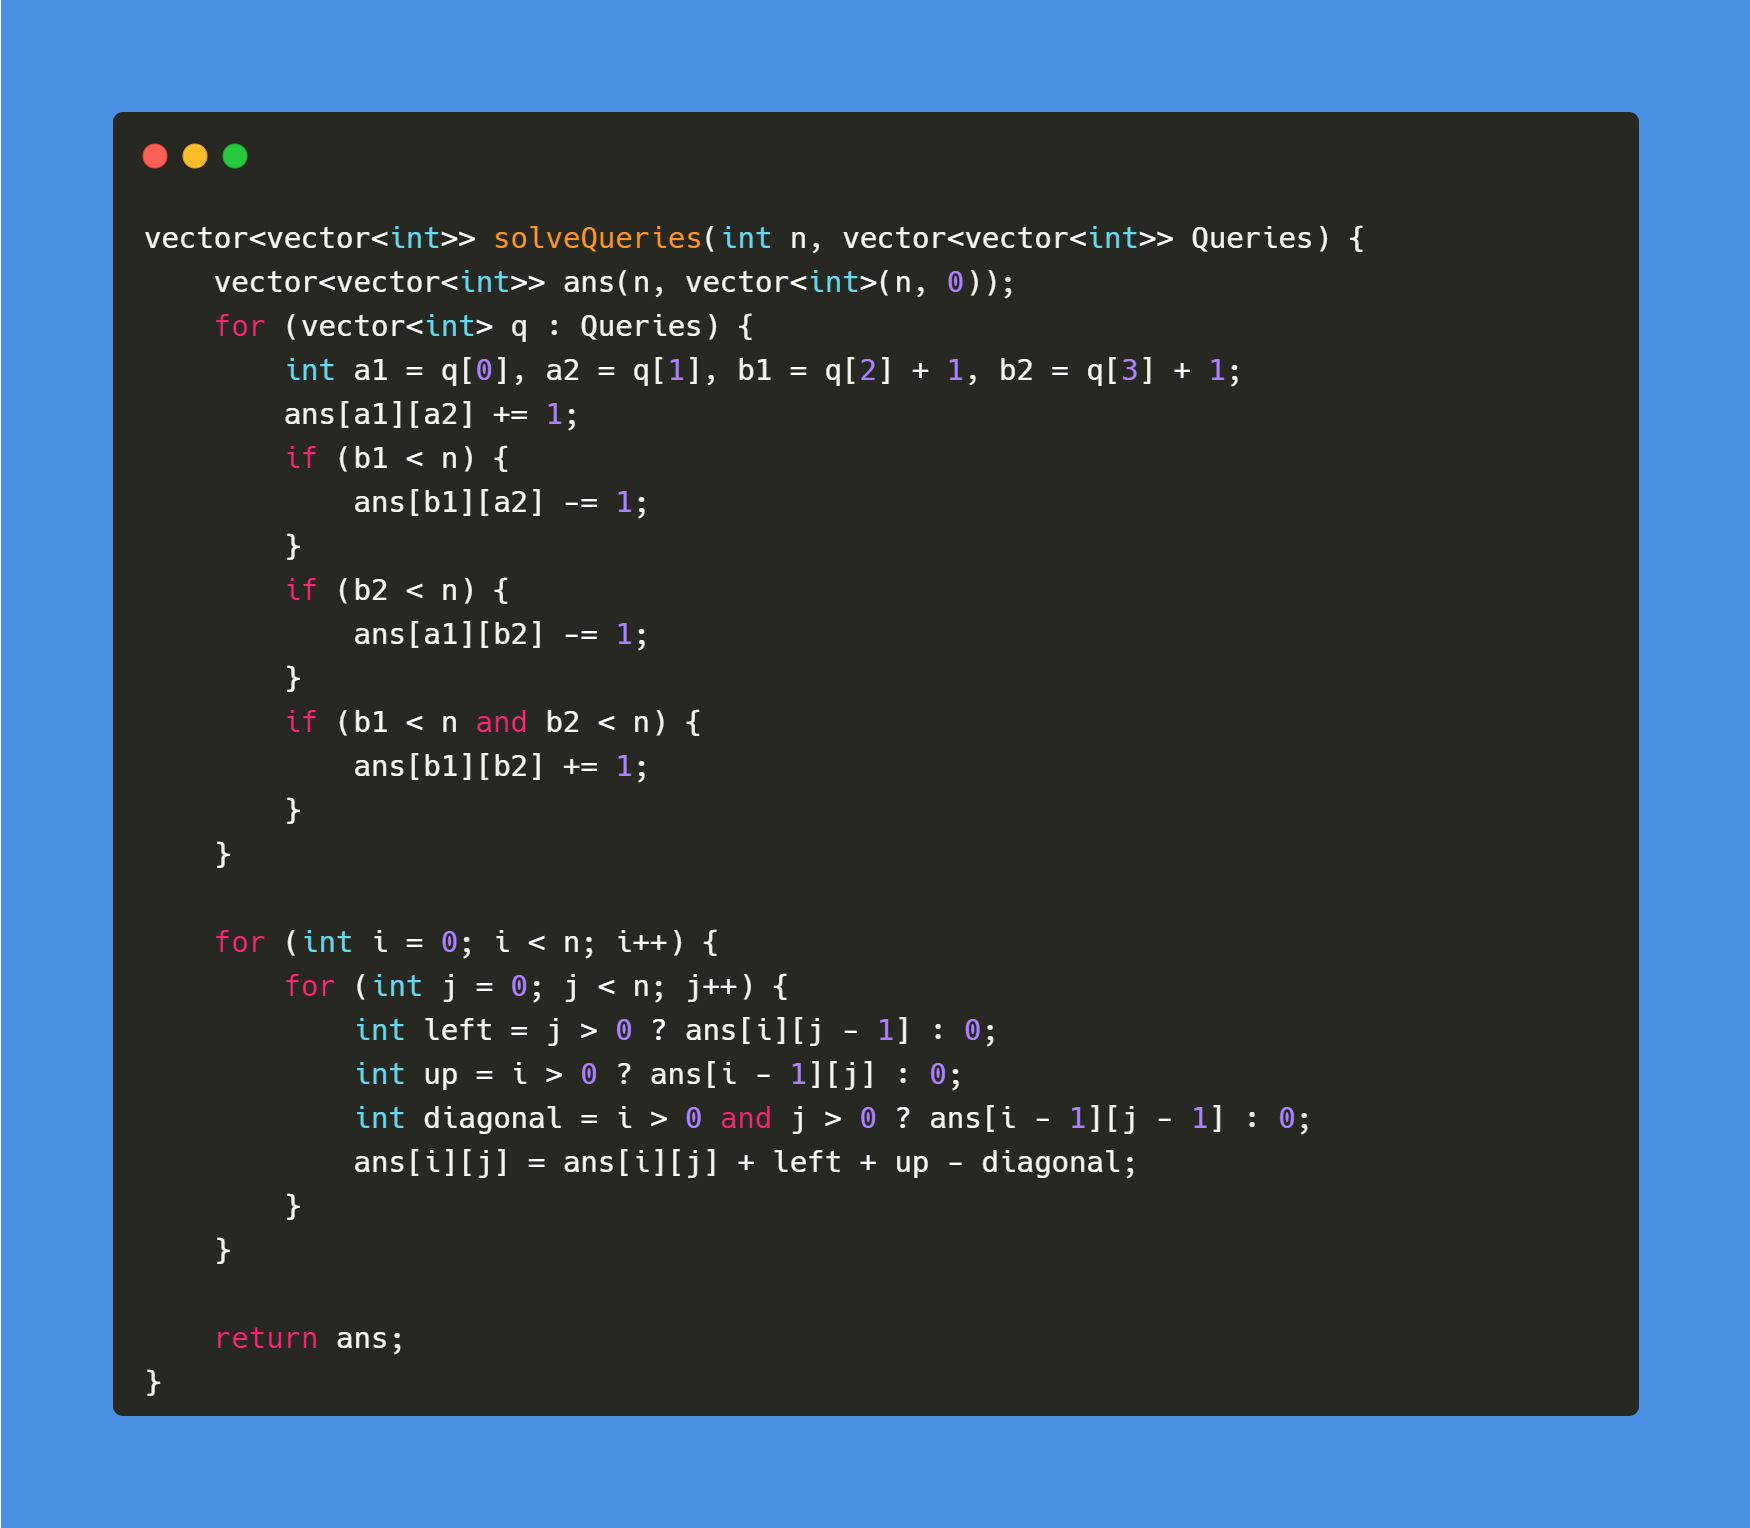 vector<vector<int>> solveQueries(int n, vector<vector<int>> Queries) {
    vector<vector<int>> ans(n, vector<int>(n, 0));
    for (vector<int> q : Queries) {
        int a1 = q[0], a2 = q[1], b1 = q[2] + 1, b2 = q[3] + 1;
        ans[a1][a2] += 1;
        if (b1 < n) {
            ans[b1][a2] -= 1;
        }
        if (b2 < n) {
            ans[a1][b2] -= 1;
        }
        if (b1 < n and b2 < n) {
            ans[b1][b2] += 1;
        }
    }

    for (int i = 0; i < n; i++) {
        for (int j = 0; j < n; j++) {
            int left = j > 0 ? ans[i][j - 1] : 0;
            int up = i > 0 ? ans[i - 1][j] : 0;
            int diagonal = i > 0 and j > 0 ? ans[i - 1][j - 1] : 0;
            ans[i][j] = ans[i][j] + left + up - diagonal;
        }
    }

    return ans;
}